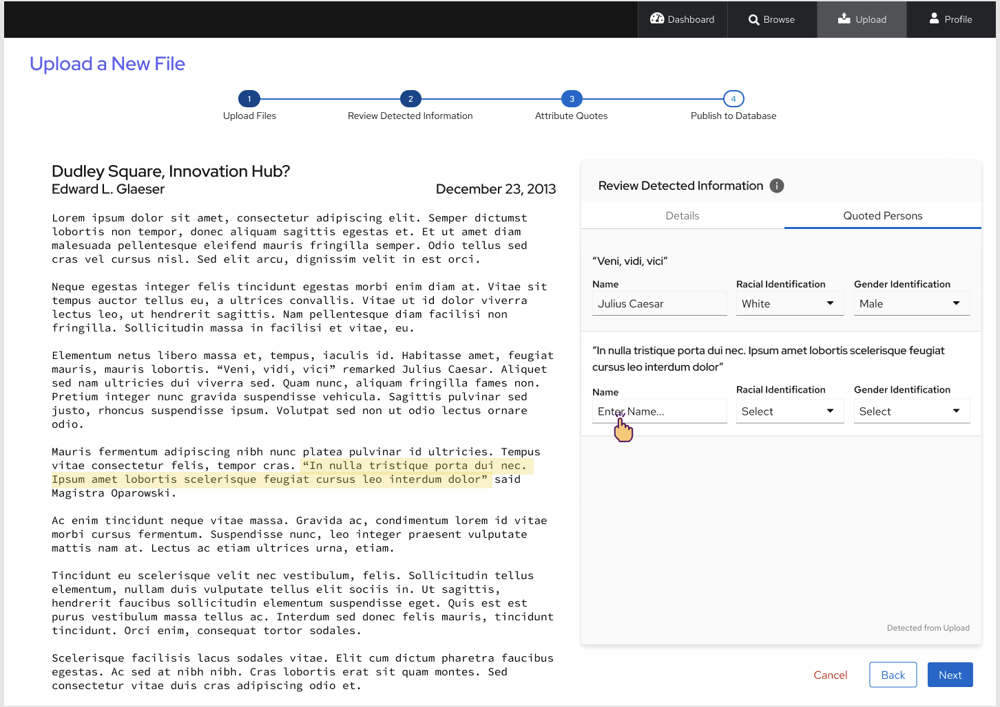 Dashboard
Browse
Upload
Profile
Upload a New File
1
2
3
4
Upload Files
Review Detected Information
Attribute Quotes
Publish to Database
Dudley Square, Innovation Hub?
Edward L. Glaeser
December 23, 2013
Lorem ipsum dolor sit amet, consectetur adipiscing elit. Semper dictumst
lobortis non tempor, donec aliquam sagittis egestas et. Et ut amet diam
malesuada pellentesque eleifend mauris fringilla semper. Odio tellus sed
cras vel cursus nisl. Sed elit arcu, dignissim velit in est orci.
Neque egestas integer felis tincidunt egestas morbi enim diam at. Vitae sit
tempus auctor tellus eu, a ultrices convallis. Vitae ut id dolor viverra
lectus leo, ut hendrerit sagittis. Nam pellentesque diam facilisi non
fringilla. Sollicitudin massa in facilisi et vitae, eu.
Elementum netus libero massa et, tempus, iaculis id. Habitasse amet, feugiat
mauris, mauris lobortis. “Veni, vidi, vici” remarked Julius Caesar. Aliquet
sed nam ultricies dui viverra sed. Quam nunc, aliquam fringilla fames non.
Pretium integer nunc gravida suspendisse vehicula. Sagittis pulvinar sed
justo, rhoncus suspendisse ipsum. Volutpat sed non ut odio lectus ornare
odio.
Mauris fermentum adipiscing nibh nunc platea pulvinar id ultricies. Tempus
vitae consectetur felis, tempor cras. “In nulla tristique porta dui nec.
Ipsum amet lobortis scelerisque feugiat cursus leo interdum dolor” said
Magistra Oparowski.
Ac enim tincidunt neque vitae massa. Gravida ac, condimentum lorem id vitae
morbi cursus fermentum. Suspendisse nunc, leo integer praesent vulputate
mattis nam at. Lectus ac etiam ultrices urna, etiam.
Tincidunt eu scelerisque velit nec vestibulum, felis. Sollicitudin tellus
elementum, nullam duis vulputate tellus elit sociis in. Ut sagittis,
hendrerit faucibus sollicitudin elementum suspendisse eget. Quis est est
purus vestibulum massa tellus ac. Interdum sed donec felis mauris, tincidunt
tincidunt. Orci enim, consequat tortor sodales.
Scelerisque facilisis lacus sodales vitae. Elit cum dictum pharetra faucibus
egestas. Ac sed at nibh nibh. Cras lobortis erat sit quam montes. Sed
consectetur vitae duis cras adipiscing odio et.
Review Detected Information i
Details
Quoted Persons
“Veni, vidi, vici”
Name
Racial Identification
Gender Identification
Julius Caesar
White
Male
“In nulla tristique porta dui nec. Ipsum amet lobortis scelerisque feugiat
cursus leo interdum dolor”
Name
Racial Identification
Gender Identification
Enter Name...
Select
Select
Detected from Upload
Cancel
Back
Next